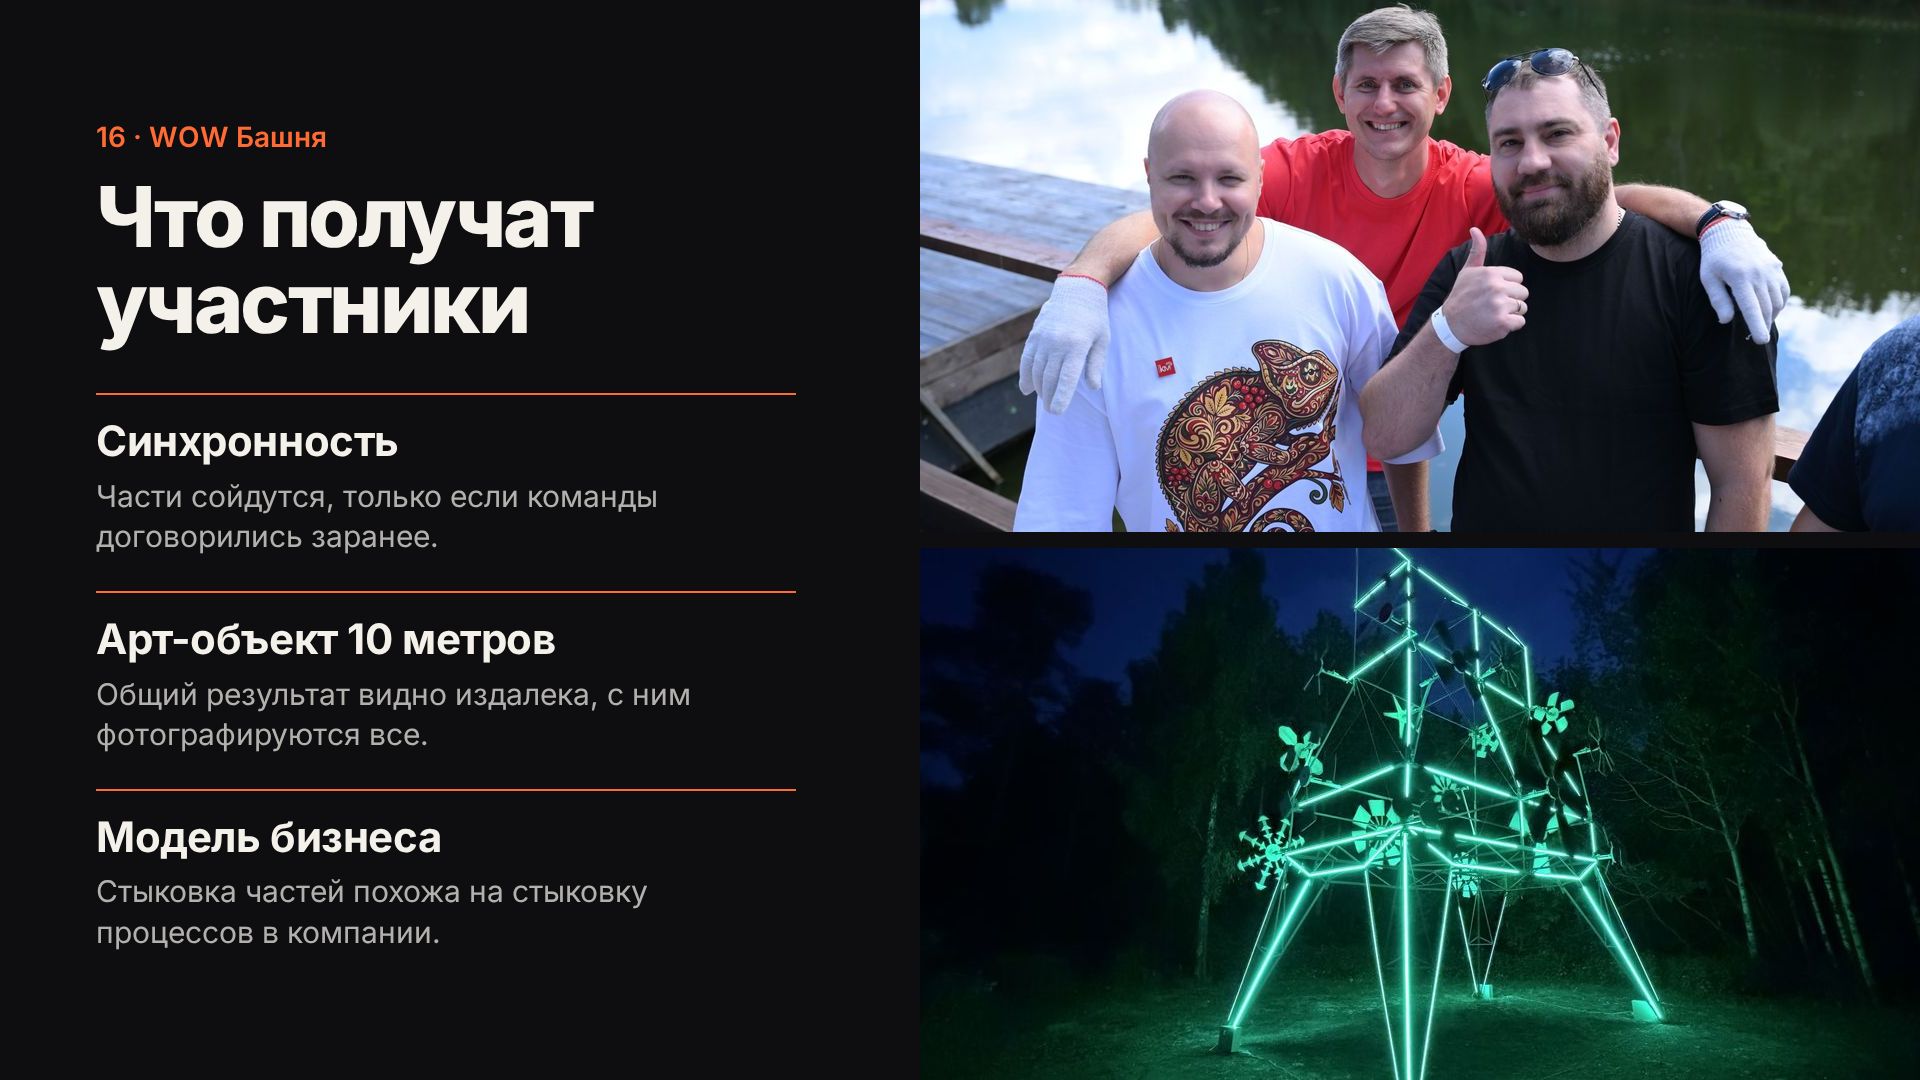 16 · WOW Башня
Что получат
участники
Синхронность
Части сойдутся, только если команды
договорились заранее.
Арт-объект 10 метров
Общий результат видно издалека, с ним
фотографируются все.
Модель бизнеса
Стыковка частей похожа на стыковку
процессов в компании.